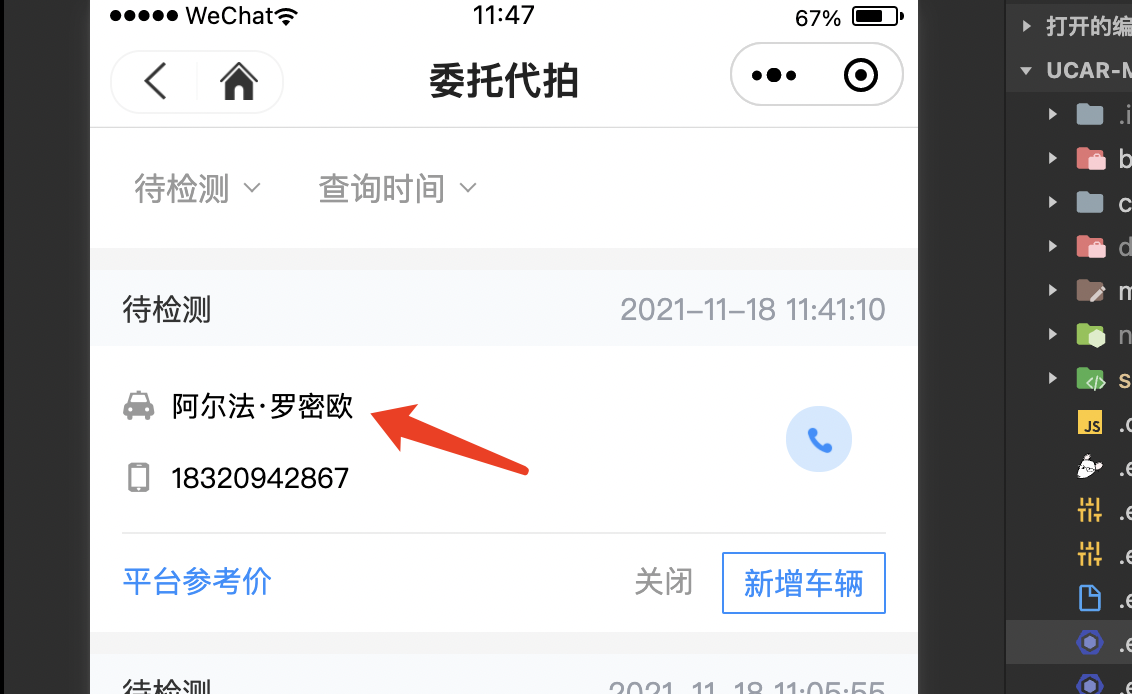 WeChat 11:47 67%
委托代拍
待检测 查询时间
待检测 2021-11-18 11:41:10
阿尔法·罗密欧
18320942867
平台参考价 关闭 新增车辆
待检测 2021-11-18 11:05:55
打开的编
UCAR-M
JS